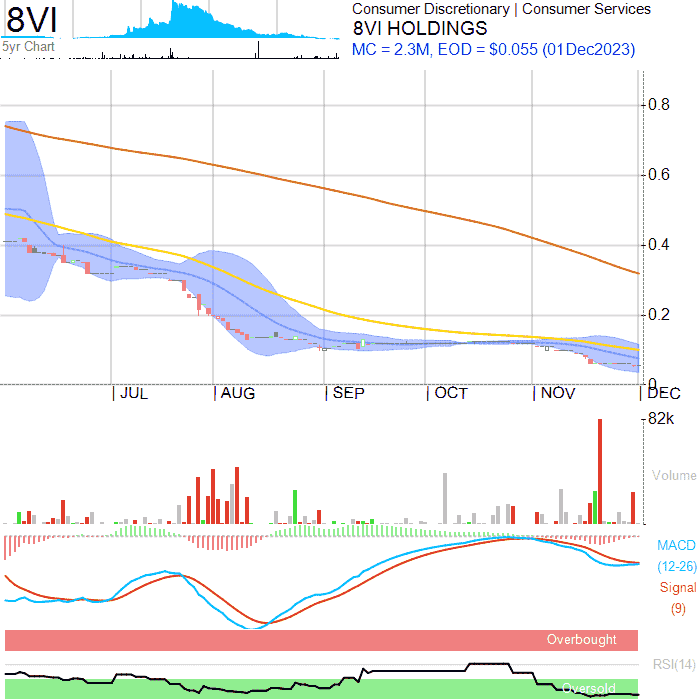 8VI
5yr Chart
Consumer Discretionary | Consumer Services
8VI HOLDINGS
MC = 2.3M, EOD = $0.055 (01Dec2023)
0.8
0.6
0.4
0.2
0
JUL AUG SEP OCT NOV DEC
82k
Volume
MACD
(12-26)
Signal
(9)
Overbought
RSI(14)
Oversold